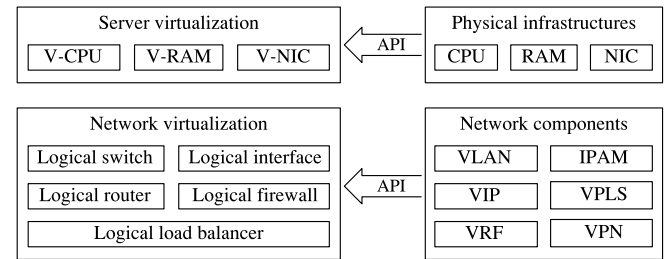 Server virtualization
V-CPU V-RAM V-NIC
API
Physical infrastructures
CPU RAM NIC
Network virtualization
Logical switch Logical interface
Logical router Logical firewall
Logical load balancer
API
Network components
VLAN IPAM
VIP VPLS
VRF VPN